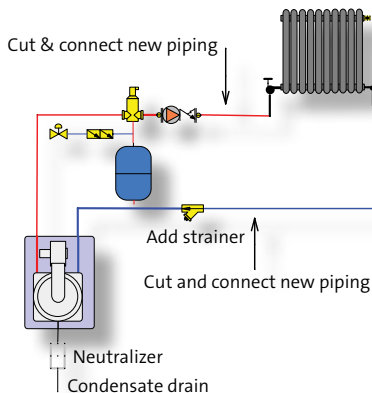 Cut & connect new piping
Add strainer
Cut and connect new piping
Neutralizer
Condensate drain